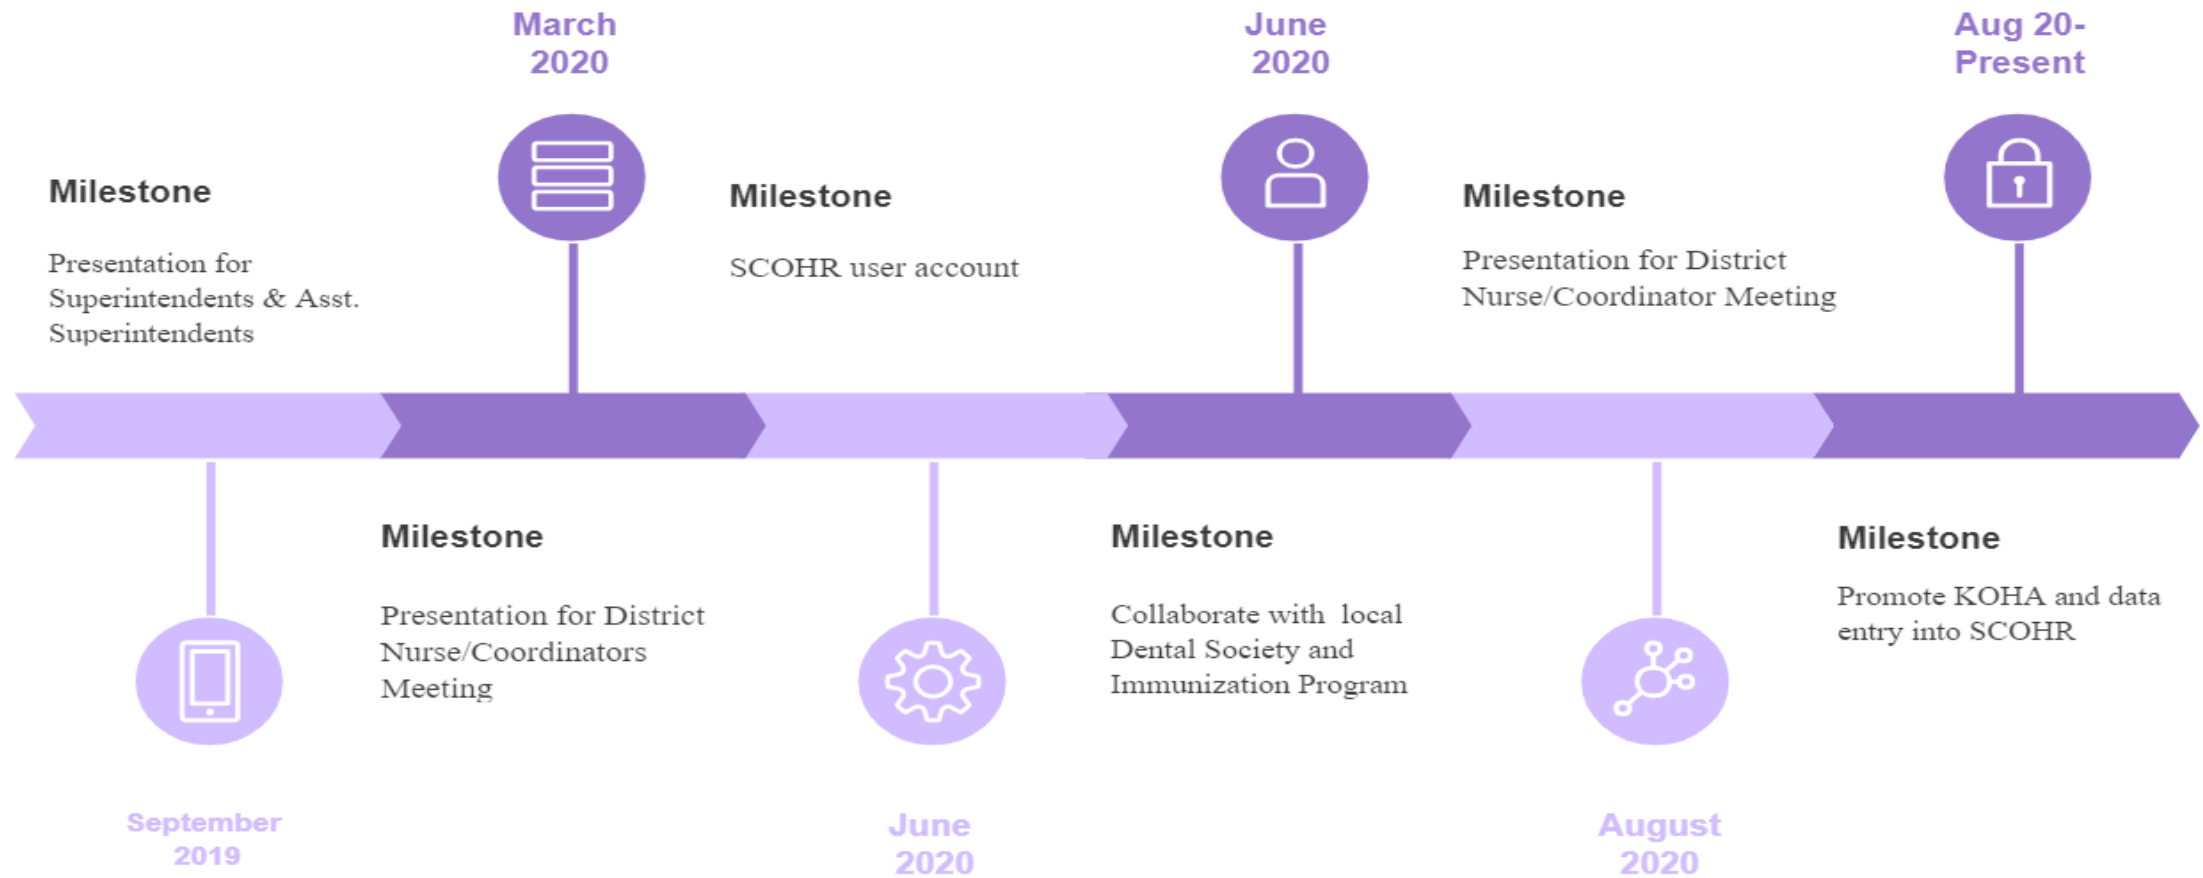 March
2020
June
2020
Aug 20-
Present
Milestone
Presentation for
Superintendents & Asst.
Superintendents
Milestone
SCOHR user account
Milestone
Presentation for District
Nurse/Coordinator Meeting
Milestone
Presentation for District
Nurse/Coordinators
Meeting
Milestone
Collaborate with  local
Dental Society and
Immunization Program
Milestone
Promote KOHA and data
entry into SCOHR
September
2019
June
2020
August
2020